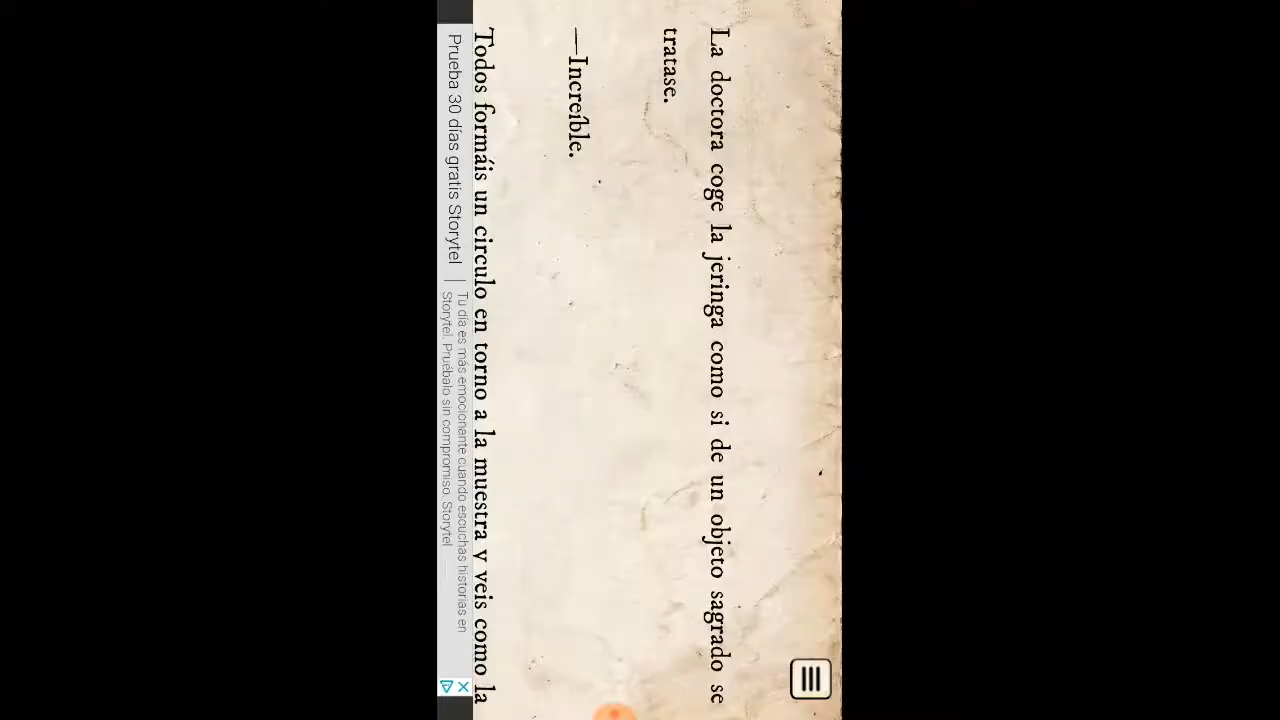 La doctora coge la jeringa como si de un objeto sagrado se
tratase.
—Increíble.
Todos formáis un circulo en torno a la muestra y veis como la
Prueba 30 días gratis Storytel
Tu día es más emocionante cuando escuchas historias en
Storytel. Pruébalo sin compromiso. Storytel